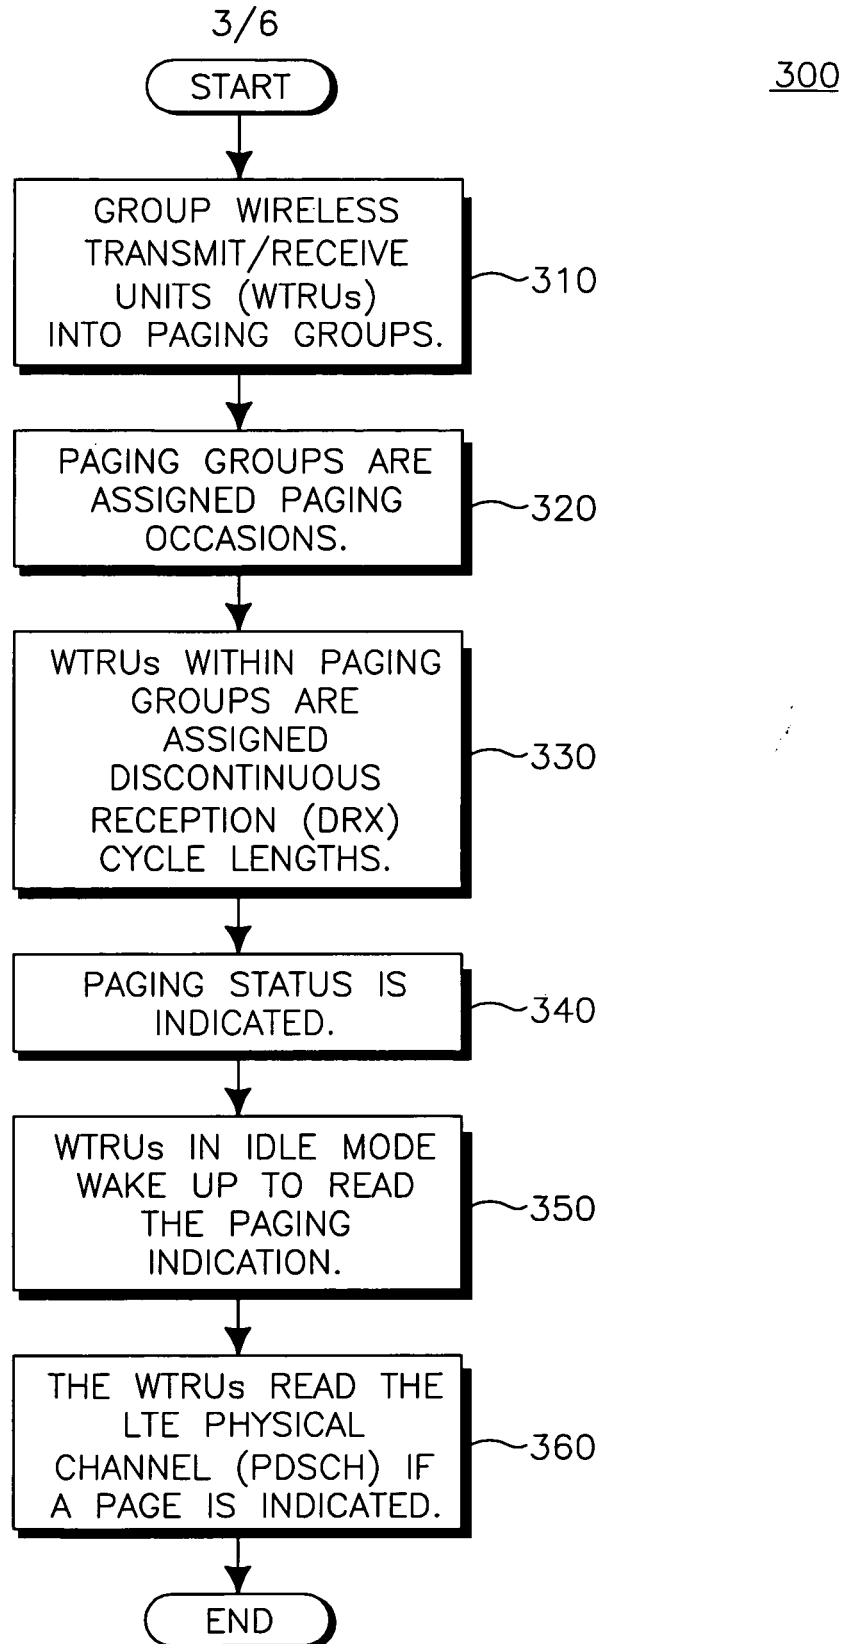 3/6
300
START
GROUP WIRELESS
TRANSMIT/RECEIVE
UNITS (WTRUs)
INTO PAGING GROUPS.
310
PAGING GROUPS ARE
ASSIGNED PAGING
OCCASIONS.
320
WTRUs WITHIN PAGING
GROUPS ARE
ASSIGNED
DISCONTINUOUS
RECEPTION (DRX)
CYCLE LENGTHS.
330
PAGING STATUS IS
INDICATED.
340
WTRUs IN IDLE MODE
WAKE UP TO READ
THE PAGING
INDICATION.
350
THE WTRUs READ THE
LTE PHYSICAL
CHANNEL (PDSCH) IF
A PAGE IS INDICATED.
360
END